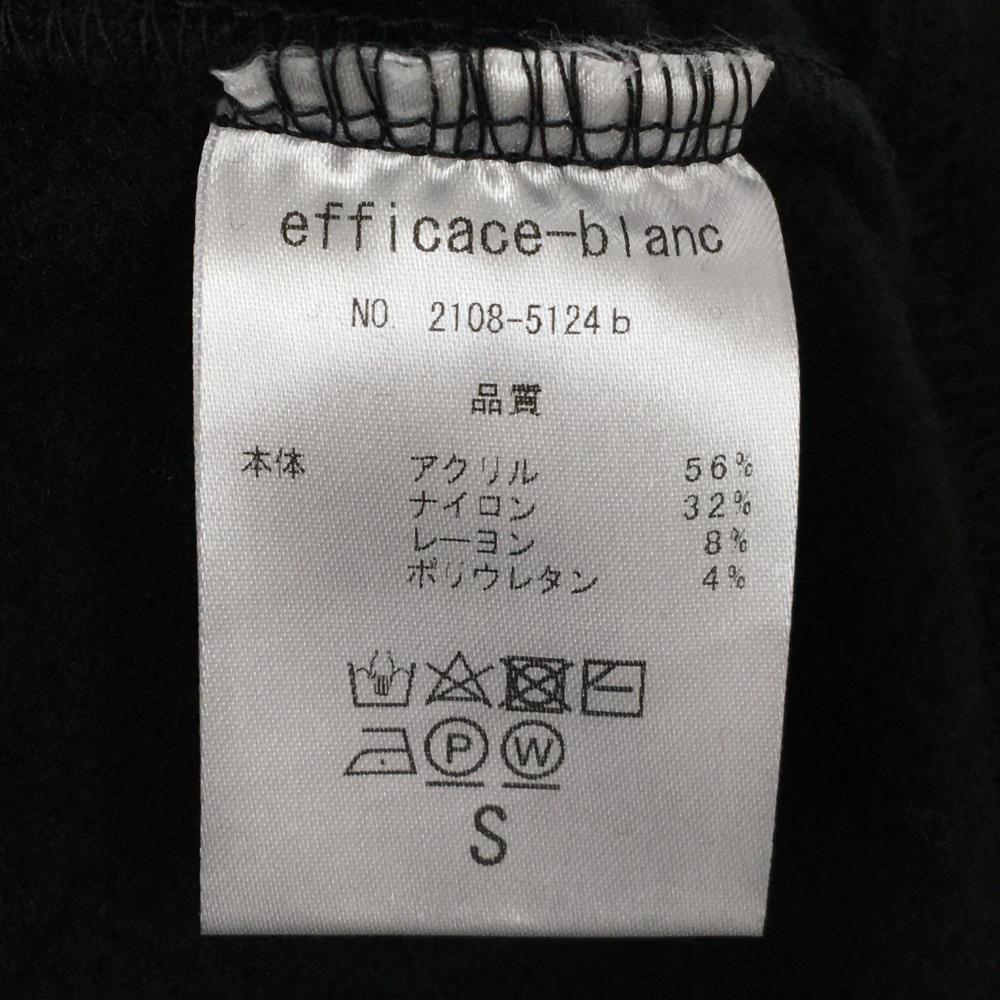 efficace-blanc
NO. 2108-5124b
品質
本体 アクリル 56%
ナイロン 32%
レーヨン 8%
ポリウレタン 4%
P W
S